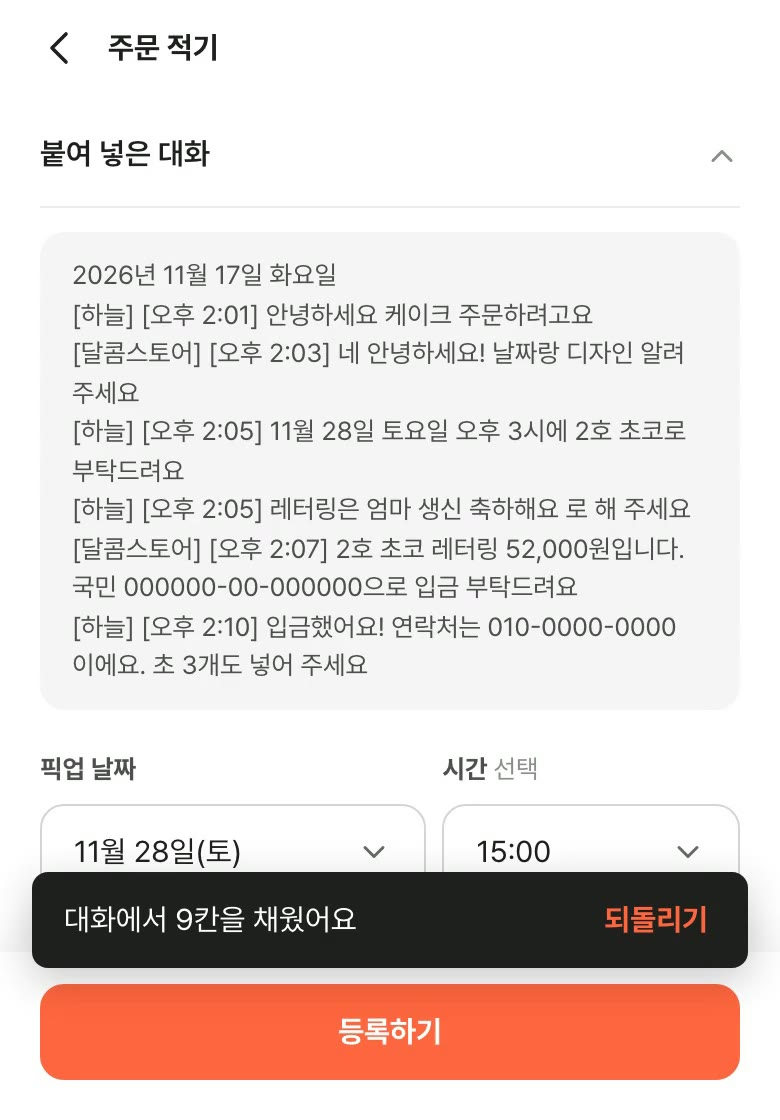 주문 적기
붙여 넣은 대화
2026년 11월 17일 화요일
[하늘] [오후 2:01] 안녕하세요 케이크 주문하려고요
[달콤스토어] [오후 2:03] 네 안녕하세요! 날짜랑 디자인 알려
주세요
[하늘] [오후 2:05] 11월 28일 토요일 오후 3시에 2호 초코로
부탁드려요
[하늘] [오후 2:05] 레터링은 엄마 생신 축하해요 로 해 주세요
[달콤스토어] [오후 2:07] 2호 초코 레터링 52,000원입니다.
국민 000000-00-000000으로 입금 부탁드려요
[하늘] [오후 2:10] 입금했어요! 연락처는 010-0000-0000
이에요. 초 3개도 넣어 주세요
픽업 날짜
시간 선택
11월 28일(토)
15:00
대화에서 9칸을 채웠어요
되돌리기
등록하기